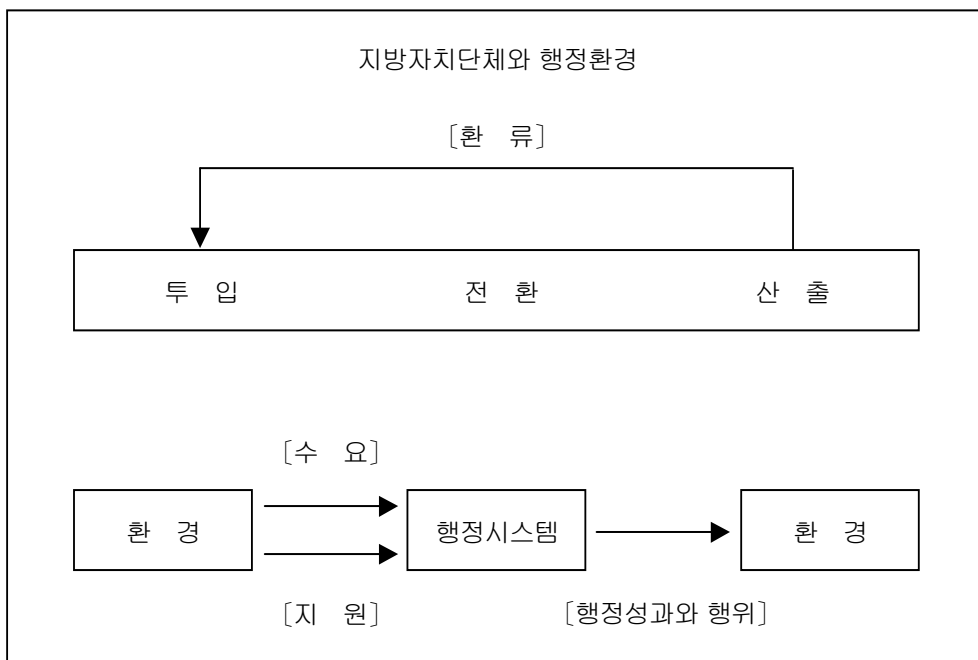 지방자치단체와 행정환경
[환 류]
투 입 전 환 산 출
[수 요]
환 경 행정시스템 환 경
[지 원] [행정성과와 행위]